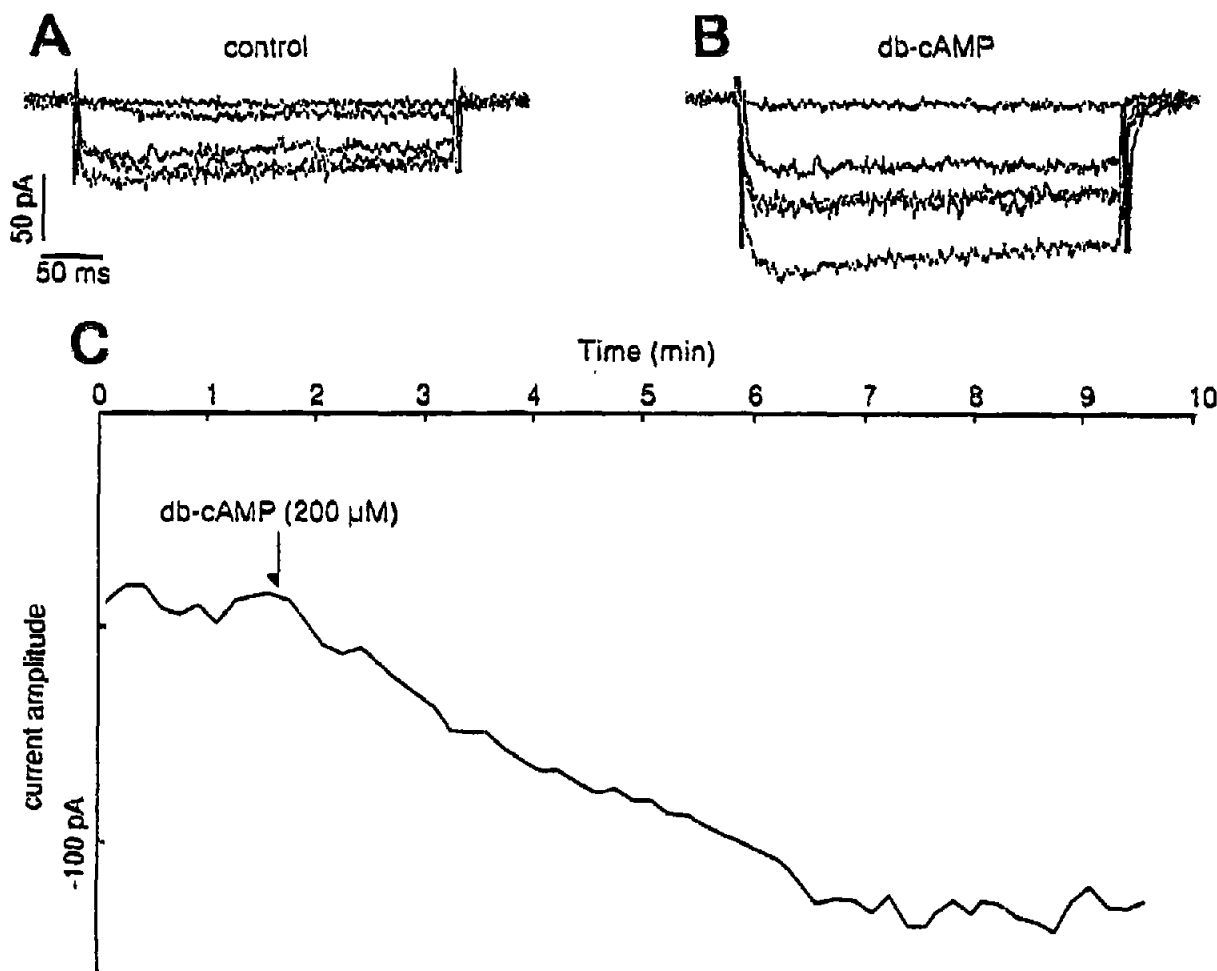 A
control
50 pA
50 ms
B
db-cAMP
C
Time (min)
0 1 2 3 4 5 6 7 8 9 10
db-cAMP (200 µM)
current amplitude
-100 pA